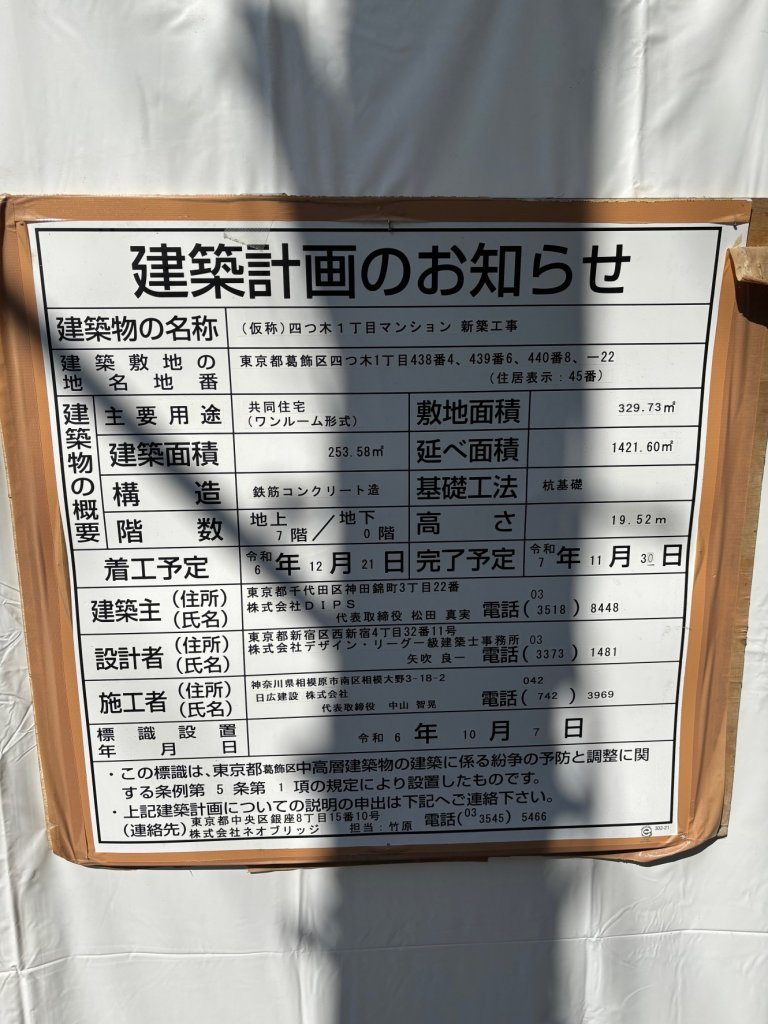 建築計画のお知らせ
建築物の名称 (仮称)四つ木1丁目マンション 新築工事
建築敷地の地名地番 東京都葛飾区四つ木1丁目438番4、439番6、440番8、ー22
(住居表示:45番)
建築物の概要
主要用途 共同住宅 敷地面積 329.73㎡
(ワンルーム形式)
建築面積 253.58㎡ 延べ面積 1421.60㎡
構造 鉄筋コンクリート造 基礎工法 杭基礎
階数 地上7階/地下0階 高さ 19.52m
着工予定 令和6年12月21日 完了予定 令和7年11月30日
建築主(住所) 東京都千代田区神田錦町3丁目22番
(氏名) 株式会社DIPS 代表取締役 松田 真実 電話(03 3518)8448
設計者(住所) 東京都新宿区西新宿4丁目32番11号
(氏名) 株式会社デザイン・リーグ一級建築士事務所 矢吹 良一 電話(03 3373)1481
施工者(住所) 神奈川県相模原市南区相模大野3-18-2
(氏名) 日広建設 株式会社 代表取締役 中山 智晃 電話(042 742)3969
標識設置年月日 令和6年10月7日
・この標識は、東京都葛飾区中高層建築物の建築に係る紛争の予防と調整に関
する条例第5条第1項の規定により設置したものです。
・上記建築計画についての説明の申出は下記へご連絡下さい。
(連絡先) 東京都中央区銀座8丁目15番10号
株式会社ネオブリッジ 担当:竹原 電話(03 3545)5466
302-21